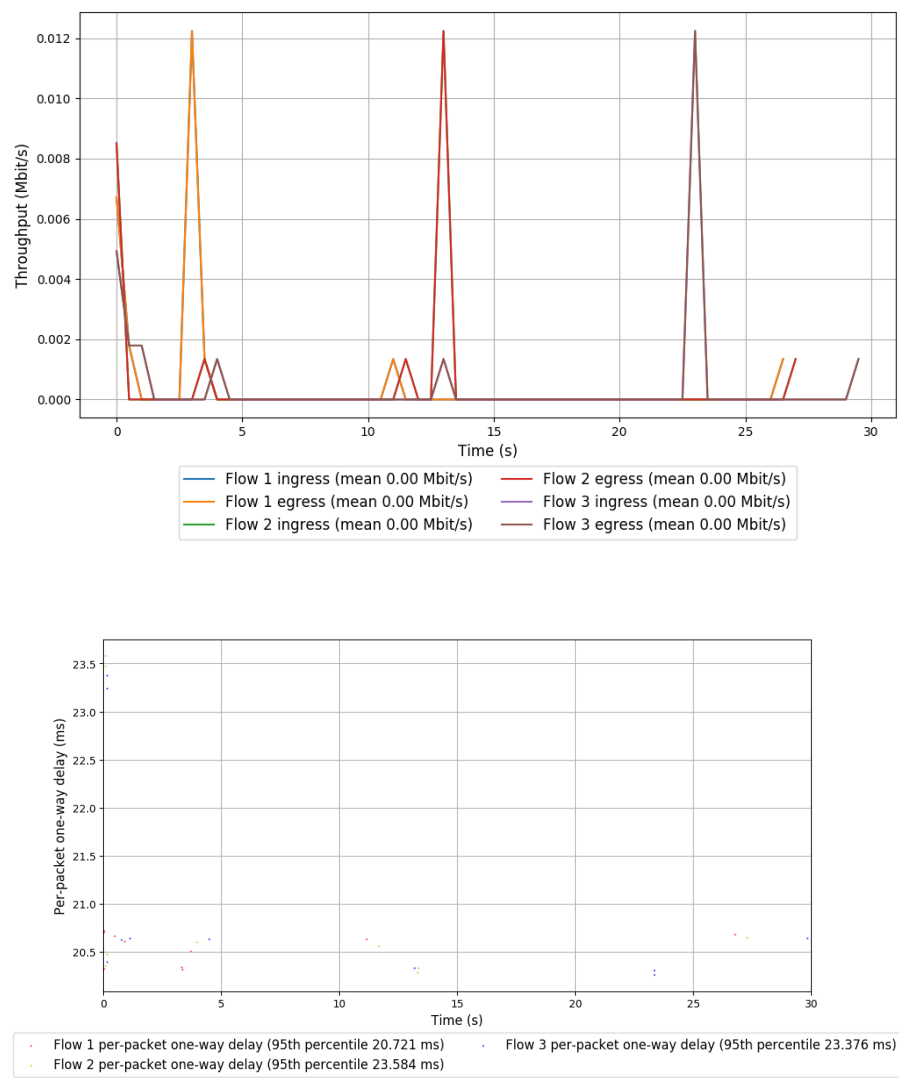 0.012
0.010
0.008
0.006
0.004
0.002
0.000
Throughput (Mbit/s)
0 5 10 15 20 25 30
Time (s)
Flow 1 ingress (mean 0.00 Mbit/s) Flow 2 egress (mean 0.00 Mbit/s)
Flow 1 egress (mean 0.00 Mbit/s) Flow 3 ingress (mean 0.00 Mbit/s)
Flow 2 ingress (mean 0.00 Mbit/s) Flow 3 egress (mean 0.00 Mbit/s)
23.5
23.0
22.5
22.0
21.5
21.0
20.5
Per-packet one-way delay (ms)
0 5 10 15 20 25 30
Time (s)
Flow 1 per-packet one-way delay (95th percentile 20.721 ms) Flow 3 per-packet one-way delay (95th percentile 23.376 ms)
Flow 2 per-packet one-way delay (95th percentile 23.584 ms)